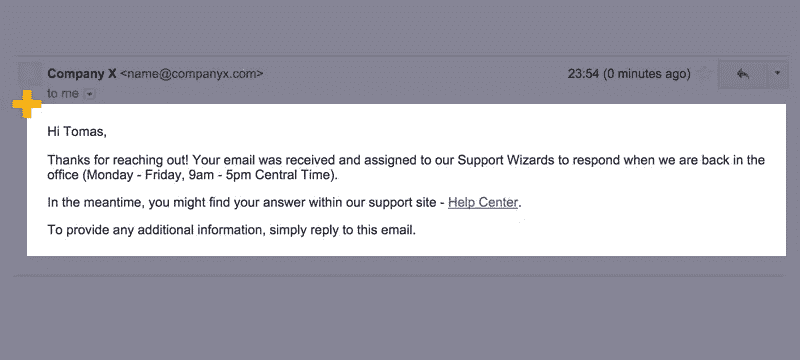 Company X <name@companyx.com>
23:54 (0 minutes ago)
to me
Hi Tomas,
Thanks for reaching out! Your email was received and assigned to our Support Wizards to respond when we are back in the
office (Monday - Friday, 9am - 5pm Central Time).
In the meantime, you might find your answer within our support site - Help Center.
To provide any additional information, simply reply to this email.